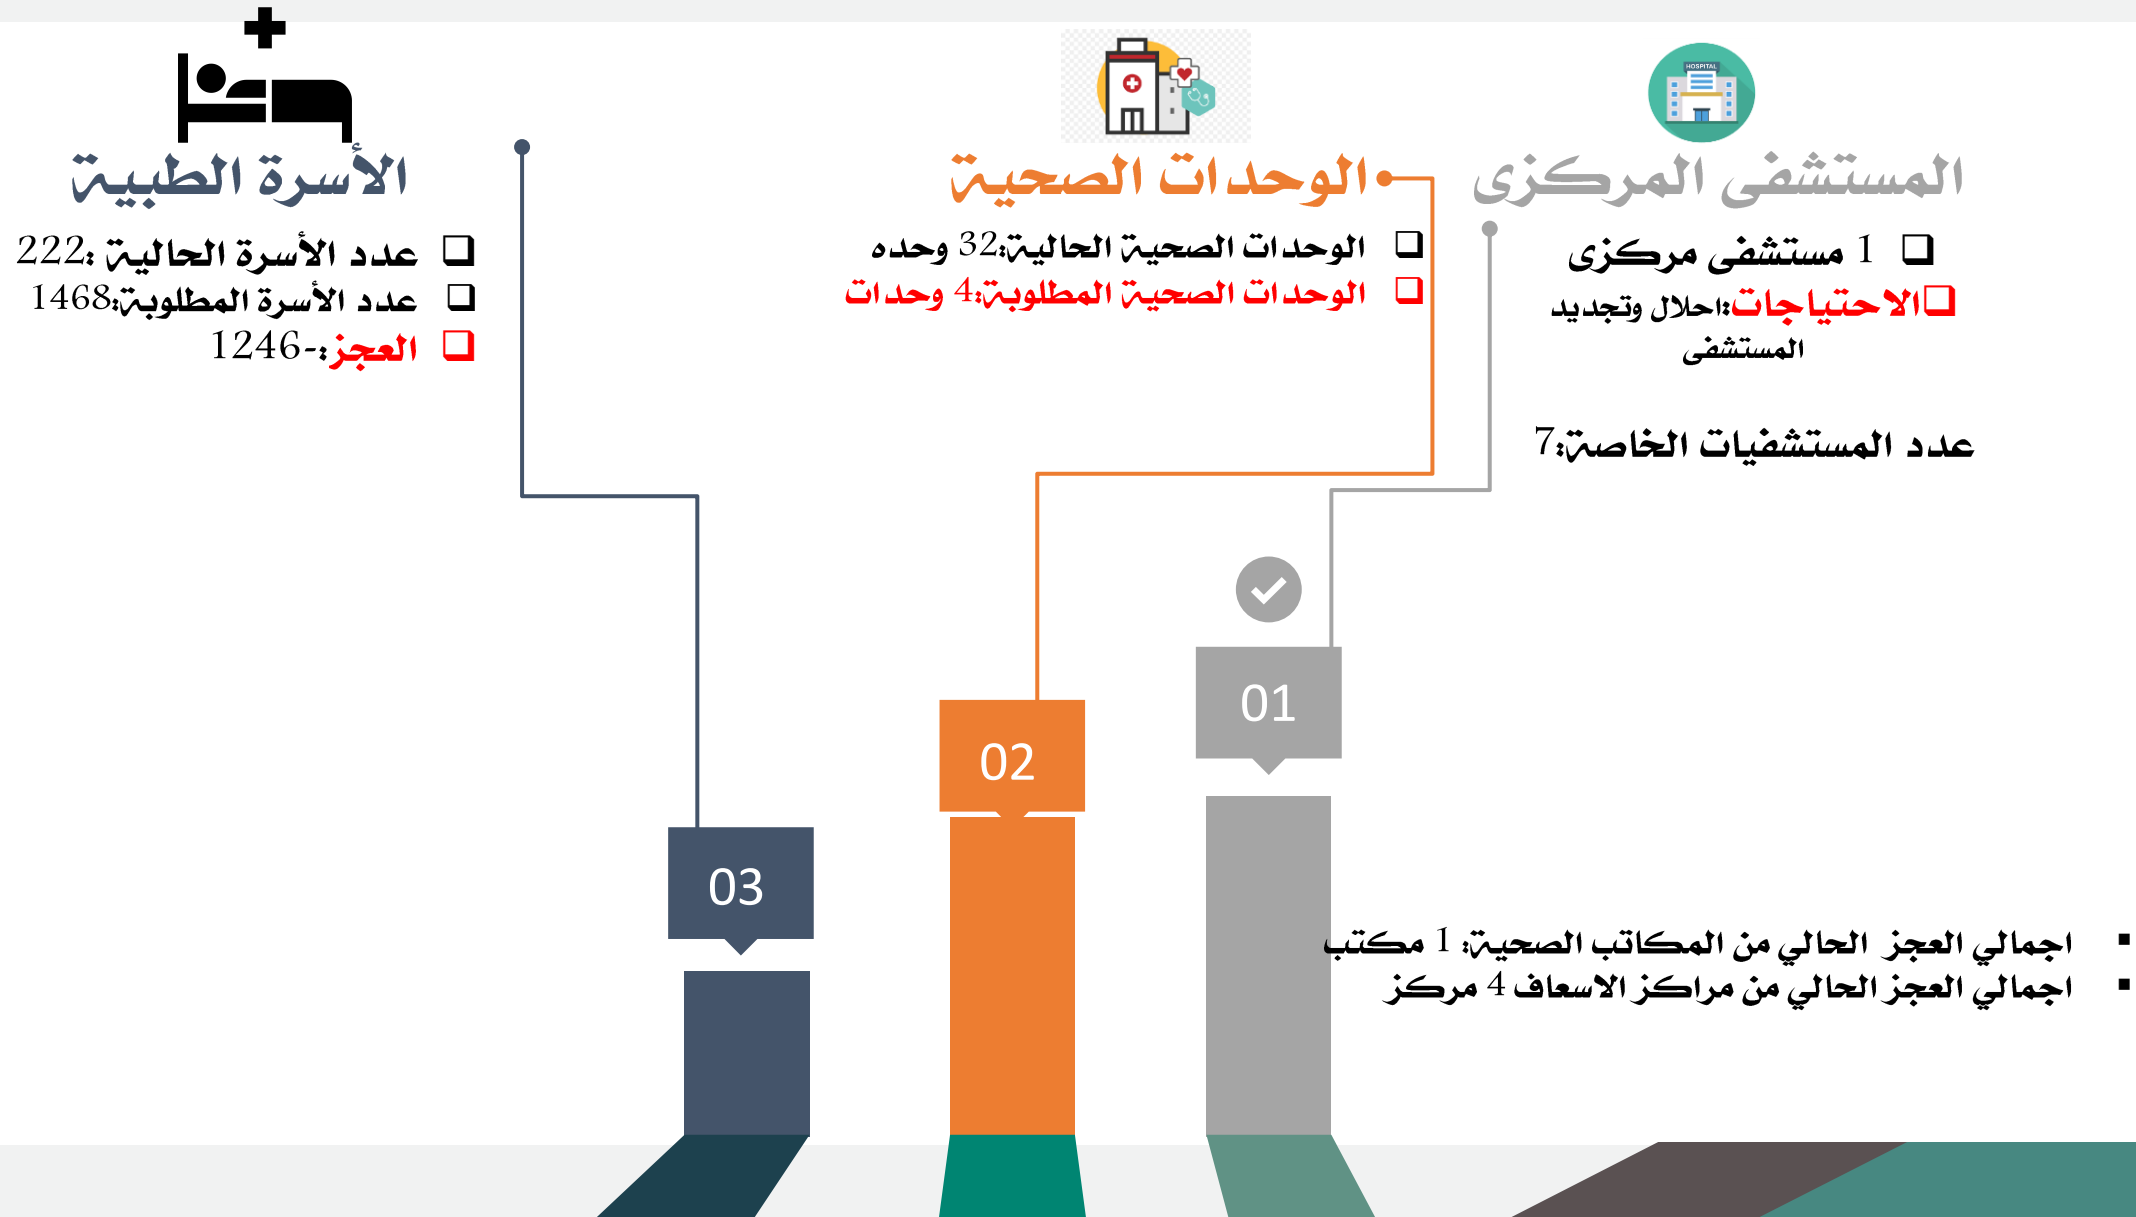 HOSPITAL
المستشفى المركزى
1 مستشفى مركزى
الاحتياجات:احلال وتجديد
المستشفى
عدد المستشفيات الخاصة:7
الوحدات الصحية
الوحدات الصحية الحالية:32 وحده
الوحدات الصحية المطلوبة:4 وحدات
الأسرة الطبية
عدد الأسرة الحالية :222
عدد الأسرة المطلوبة:1468
العجز:-1246
01
02
03
اجمالي العجز الحالي من المكاتب الصحية: 1 مكتب
اجمالي العجز الحالي من مراكز الاسعاف 4 مركز